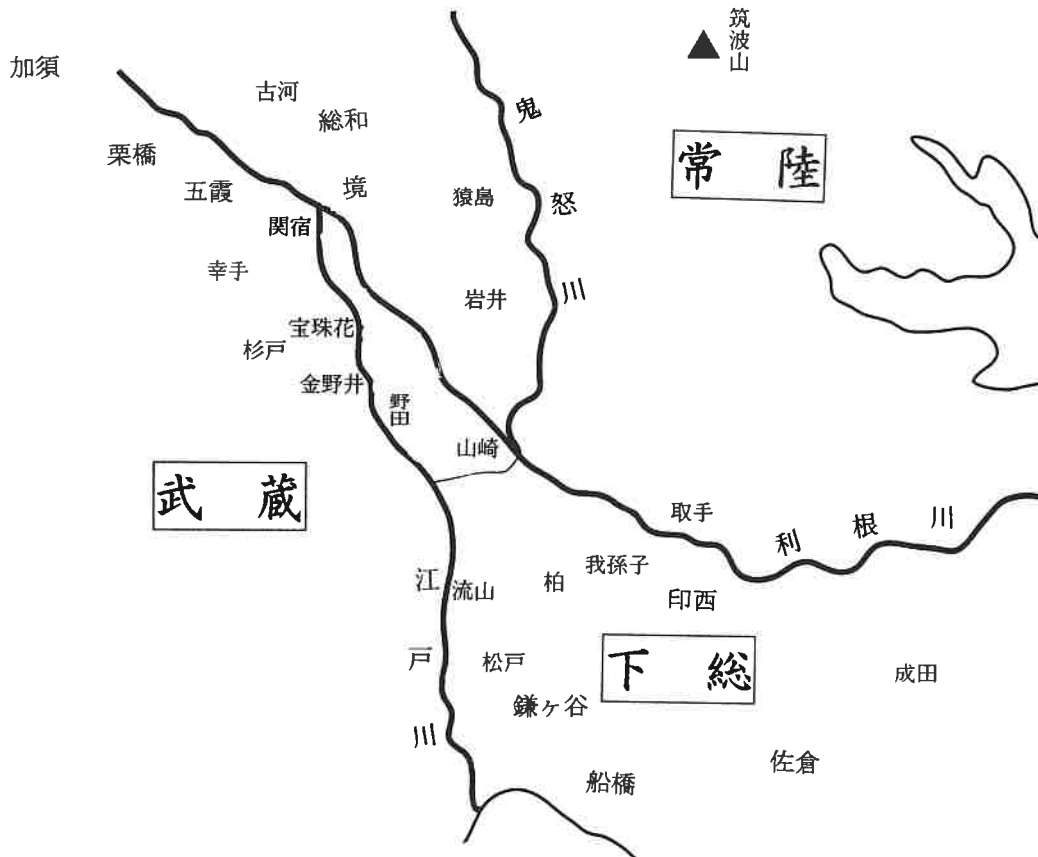 筑波山
加須
古河
総和
鬼怒川
常 陸
栗橋
五霞
境
猿島
関宿
幸手
岩井
宝珠花
杉戸
金野井
野田
山崎
武 蔵
取手
利根川
江戸川
流山
柏
我孫子
印西
松戸
下 総
成田
鎌ヶ谷
佐倉
船橋